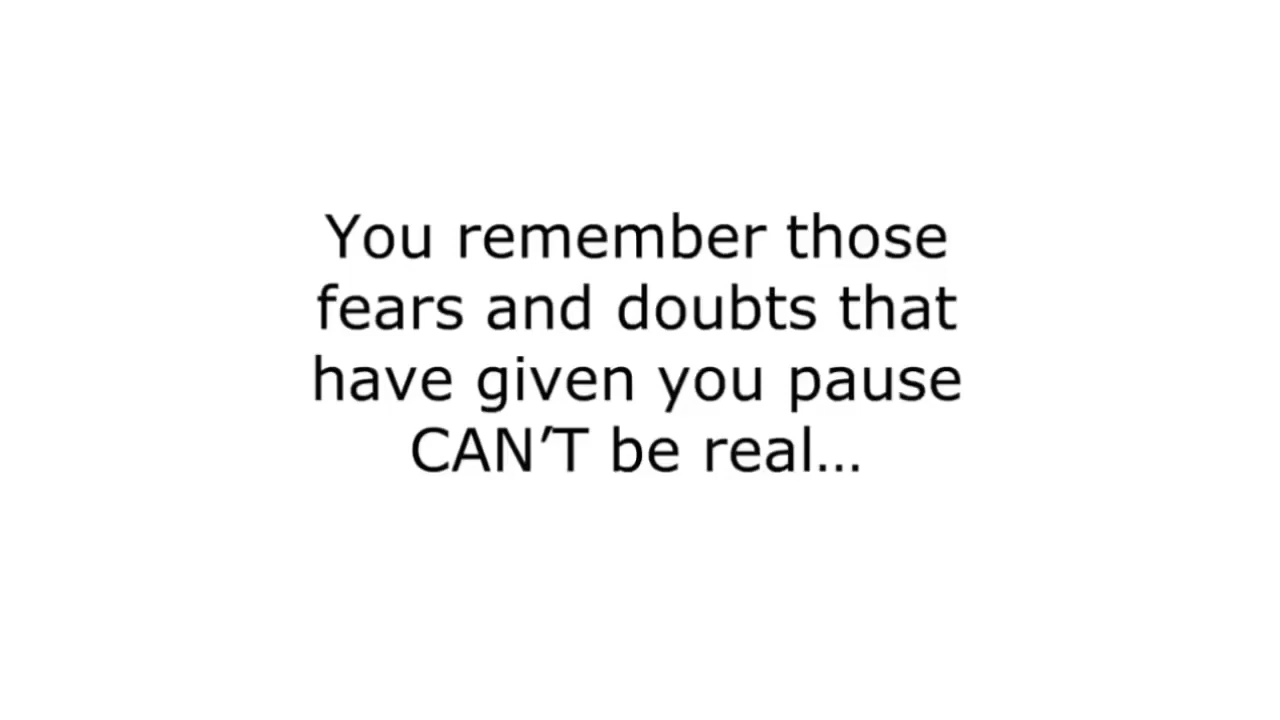 You remember those
fears and doubts that
have given you pause
CAN’T be real...